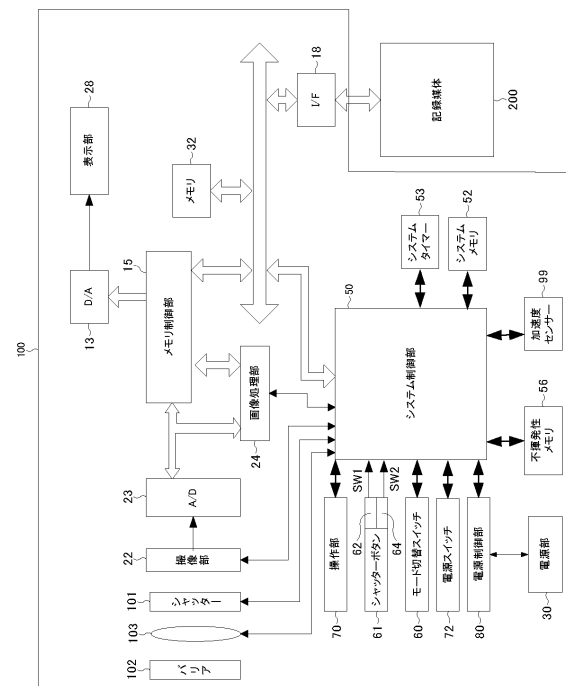 100
バリア
102
103
シャッター
101
撮像部
22
A/D
23
画像処理部
24
メモリ制御部
15
D/A
13
表示部
28
メモリ
32
I/F
18
記録媒体
200
システム制御部
50
システム
タイマー
53
システム
メモリ
52
加速度
センサー
99
不揮発性
メモリ
56
操作部
70
SW1
SW2
62
64
シャッターボタン
61
モード切替スイッチ
60
電源スイッチ
72
電源制御部
80
電源部
30